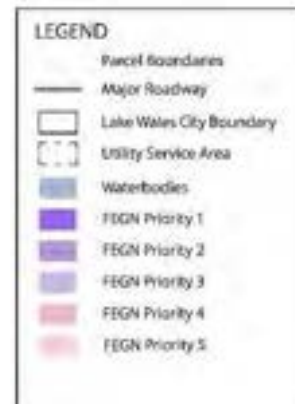 LEGEND
Parcel Boundaries
Major Roadway
Lake Wales City Boundary
Utility Service Area
Waterbodies
FEGN Priority 1
FEGN Priority 2
FEGN Priority 3
FEGN Priority 4
FEGN Priority 5